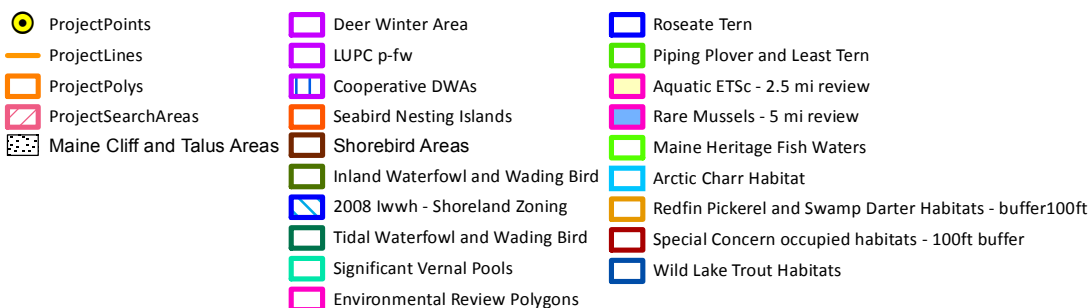 ProjectPoints
ProjectLines
ProjectPolys
ProjectSearchAreas
Maine Cliff and Talus Areas
Deer Winter Area
LUPC p-fw
Cooperative DWAs
Seabird Nesting Islands
Shorebird Areas
Inland Waterfowl and Wading Bird
2008 Iwwh - Shoreland Zoning
Tidal Waterfowl and Wading Bird
Significant Vernal Pools
Environmental Review Polygons
Roseate Tern
Piping Plover and Least Tern
Aquatic ETSc - 2.5 mi review
Rare Mussels - 5 mi review
Maine Heritage Fish Waters
Arctic Charr Habitat
Redfin Pickerel and Swamp Darter Habitats - buffer100ft
Special Concern occupied habitats - 100ft buffer
Wild Lake Trout Habitats